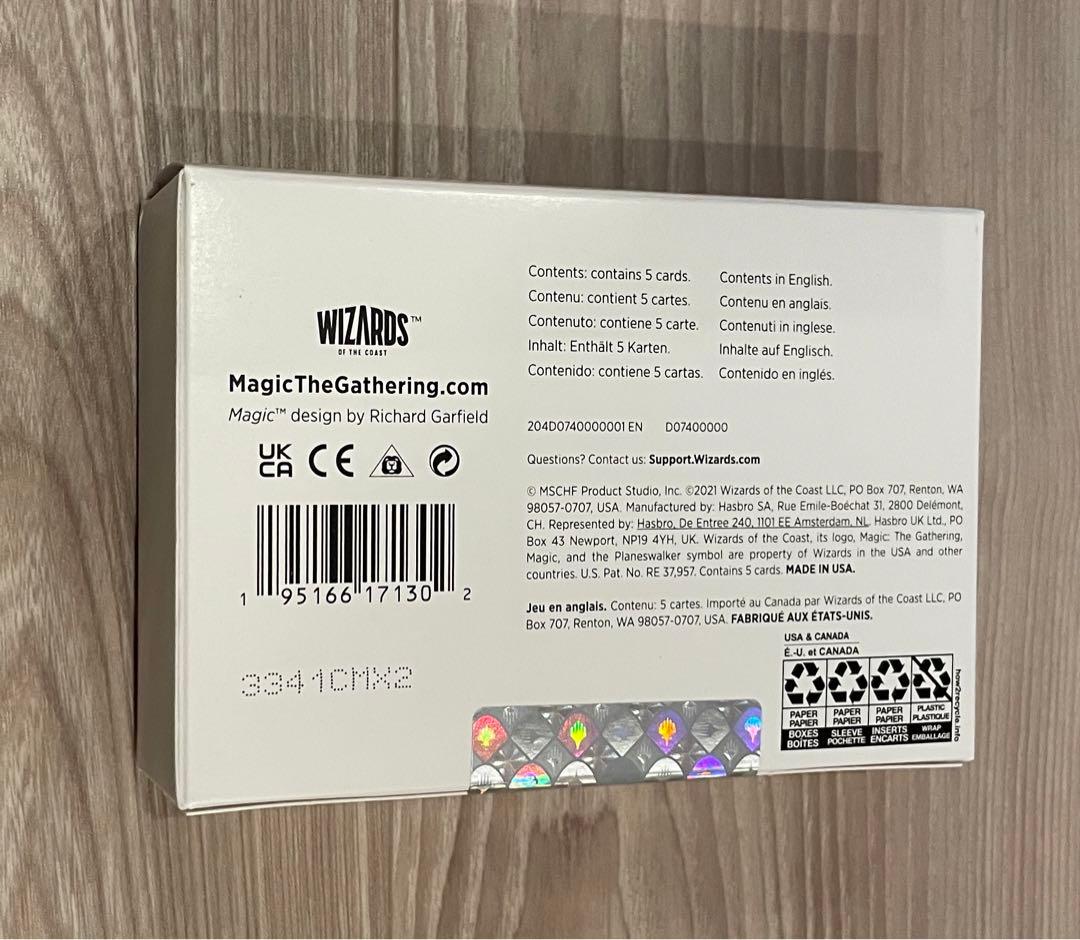 WIZARDS™
OF THE COAST
MagicTheGathering.com
Magic™ design by Richard Garfield
UK
CA CE
1 95166 17130 2
3341CMX2
Contents: contains 5 cards.
Contenu: contient 5 cartes.
Contenuto: contiene 5 carte.
Inhalt: Enthält 5 Karten.
Contenido: contiene 5 cartas.
Contents in English.
Contenu en anglais.
Contenuti in inglese.
Inhalte auf Englisch.
Contenido en inglés.
204D0740000001 EN D07400000
Questions? Contact us: Support.Wizards.com
© MSCHF Product Studio, Inc. ©2021 Wizards of the Coast LLC, PO Box 707, Renton, WA
98057-0707, USA. Manufactured by: Hasbro SA, Rue Emile-Boéchat 31, 2800 Delémont,
CH. Represented by: Hasbro, De Entree 240, 1101 EE Amsterdam, NL. Hasbro UK Ltd., PO
Box 43 Newport, NP19 4YH, UK. Wizards of the Coast, its logo, Magic: The Gathering,
Magic, and the Planeswalker symbol are property of Wizards in the USA and other
countries. U.S. Pat. No. RE 37,957. Contains 5 cards. MADE IN USA.
Jeu en anglais. Contenu: 5 cartes. Importé au Canada par Wizards of the Coast LLC, PO
Box 707, Renton, WA 98057-0707, USA. FABRIQUÉ AUX ÉTATS-UNIS.
USA & CANADA
É.-U. et CANADA
PAPER PAPER PAPER PLASTIC
PAPIER PAPIER PAPIER PLASTIQUE
BOXES SLEEVE INSERTS WRAP
BOÎTES POCHETTE ENCARTS EMBALLAGE
how2recycle.info